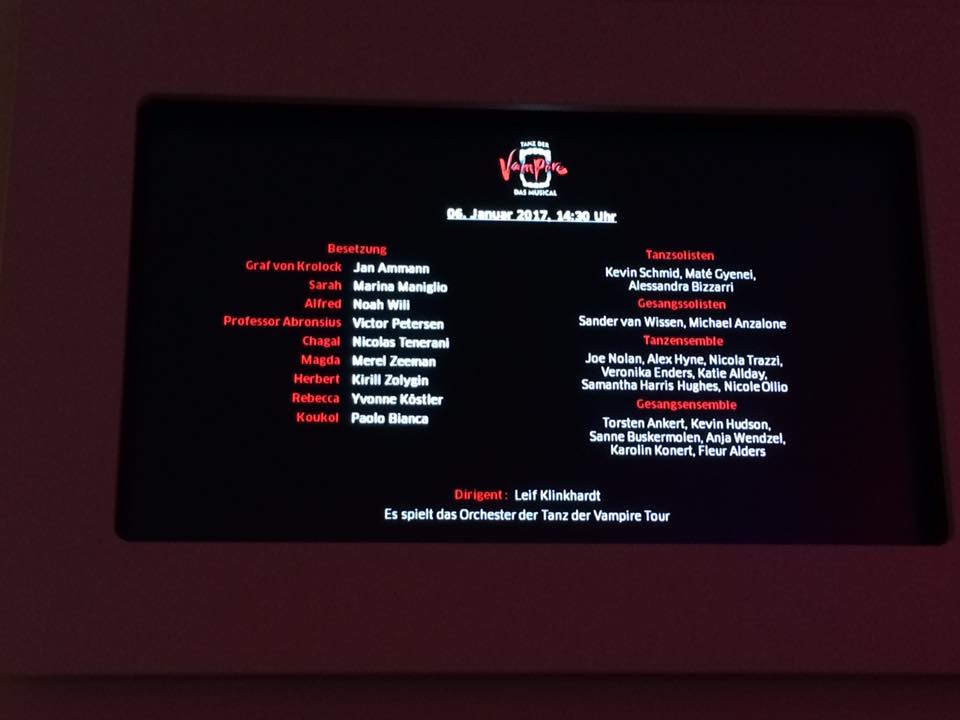 TANZ DER
Vampire
DAS MUSICAL
06. Januar 2017, 14:30 Uhr
Besetzung
Graf von Krolock Jan Ammann
Sarah Marina Maniglio
Alfred Noah Wili
Professor Abronsius Victor Petersen
Chagal Nicolas Tenerani
Magda Merel Zeeman
Herbert Kirill Zolygin
Rebecca Yvonne Köstler
Koukol Paolo Bianca
Tanzsolisten
Kevin Schmid, Maté Gyenei,
Alessandra Bizzarri
Gesangssolisten
Sander van Wissen, Michael Anzalone
Tanzensemble
Joe Nolan, Alex Hyne, Nicola Trazzi,
Veronika Enders, Katie Allday,
Samantha Harris Hughes, Nicole Ollio
Gesangsensemble
Torsten Ankert, Kevin Hudson,
Sanne Buskermolen, Anja Wendzel,
Karolin Konert, Fleur Alders
Dirigent: Leif Klinkhardt
Es spielt das Orchester der Tanz der Vampire Tour